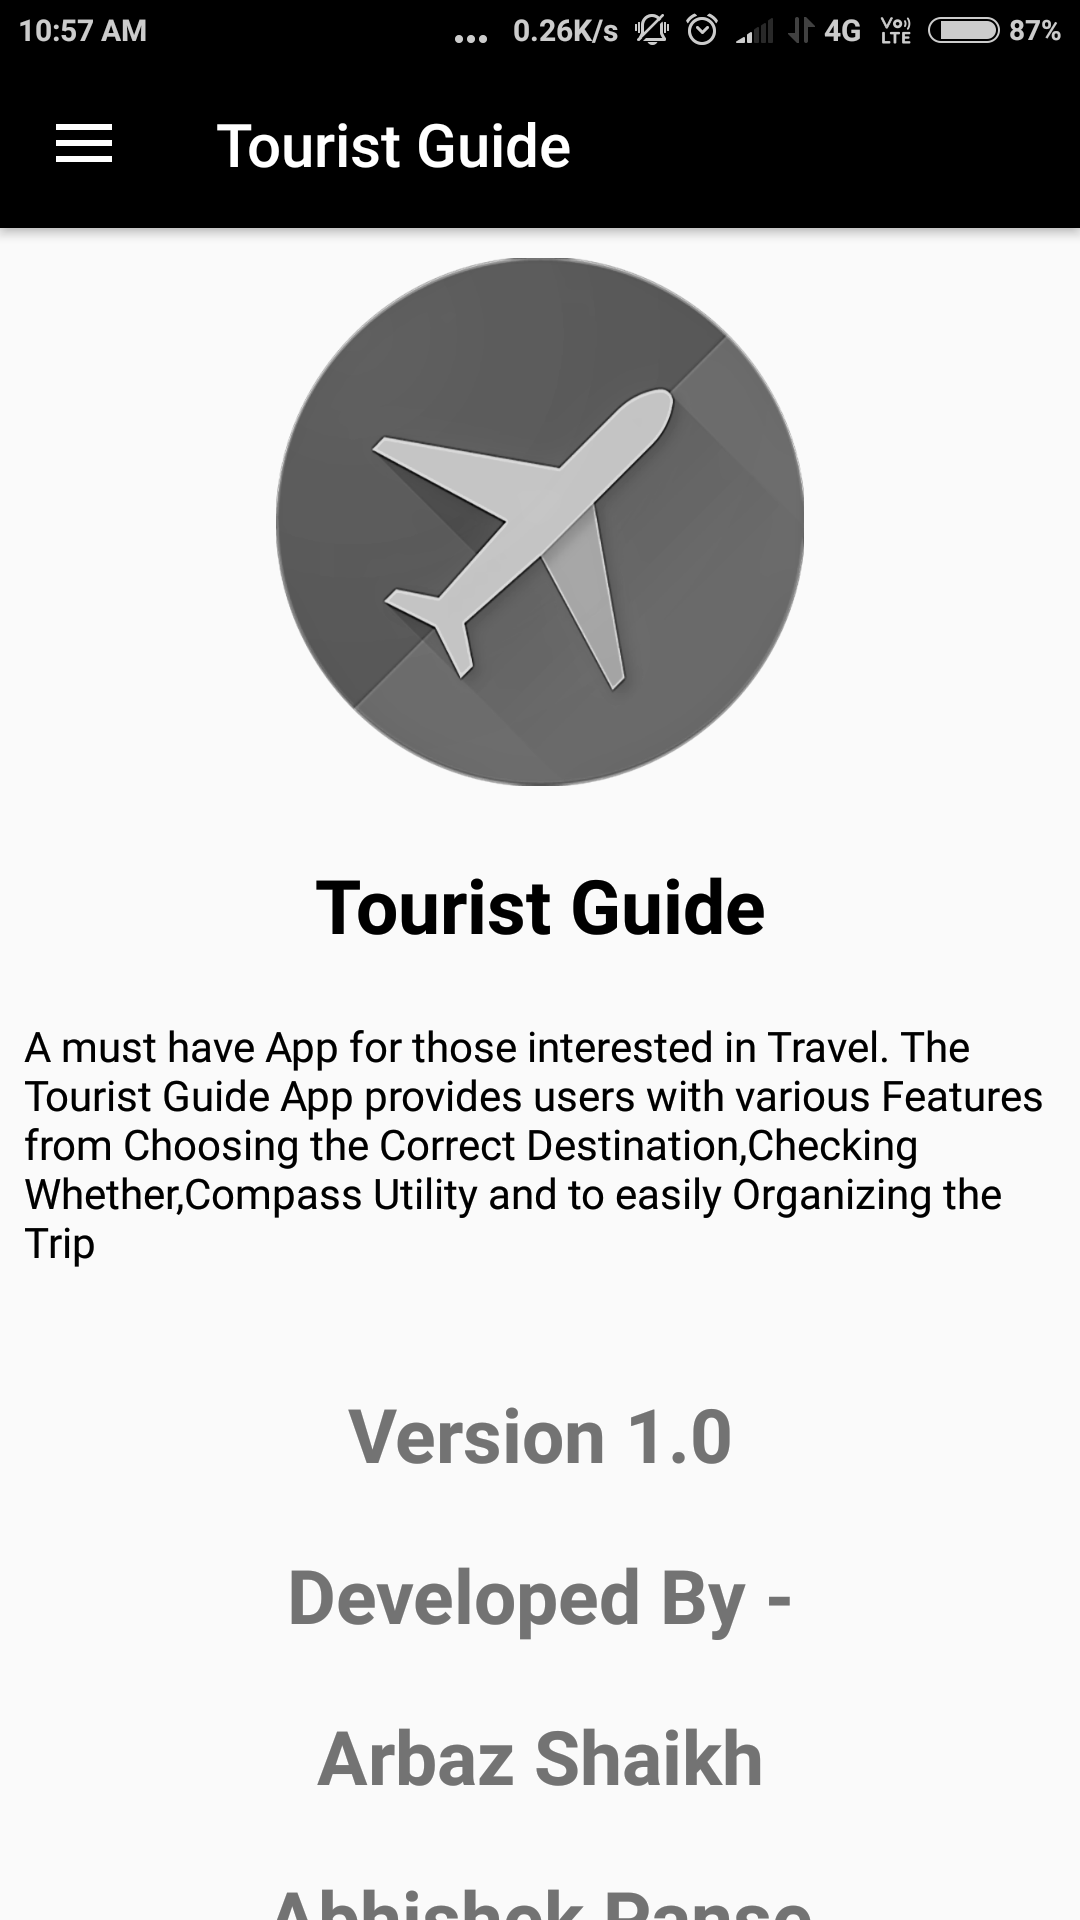 10:57 AM ... 0.26K/s 4G VO)) LTE 87%
Tourist Guide
Tourist Guide
A must have App for those interested in Travel. The
Tourist Guide App provides users with various Features
from Choosing the Correct Destination,Checking
Whether,Compass Utility and to easily Organizing the
Trip
Version 1.0
Developed By -
Arbaz Shaikh
Abhishek Panse